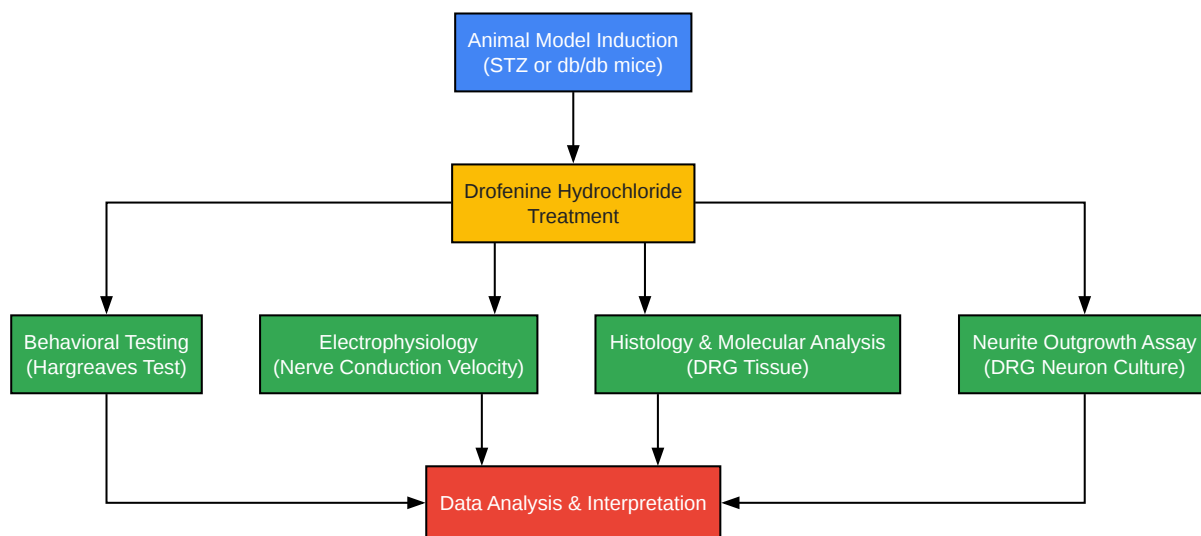 Animal Model Induction
(STZ or db/db mice)
Drofenine Hydrochloride
Treatment
Behavioral Testing
(Hargreaves Test)
Electrophysiology
(Nerve Conduction Velocity)
Histology & Molecular Analysis
(DRG Tissue)
Neurite Outgrowth Assay
(DRG Neuron Culture)
Data Analysis & Interpretation